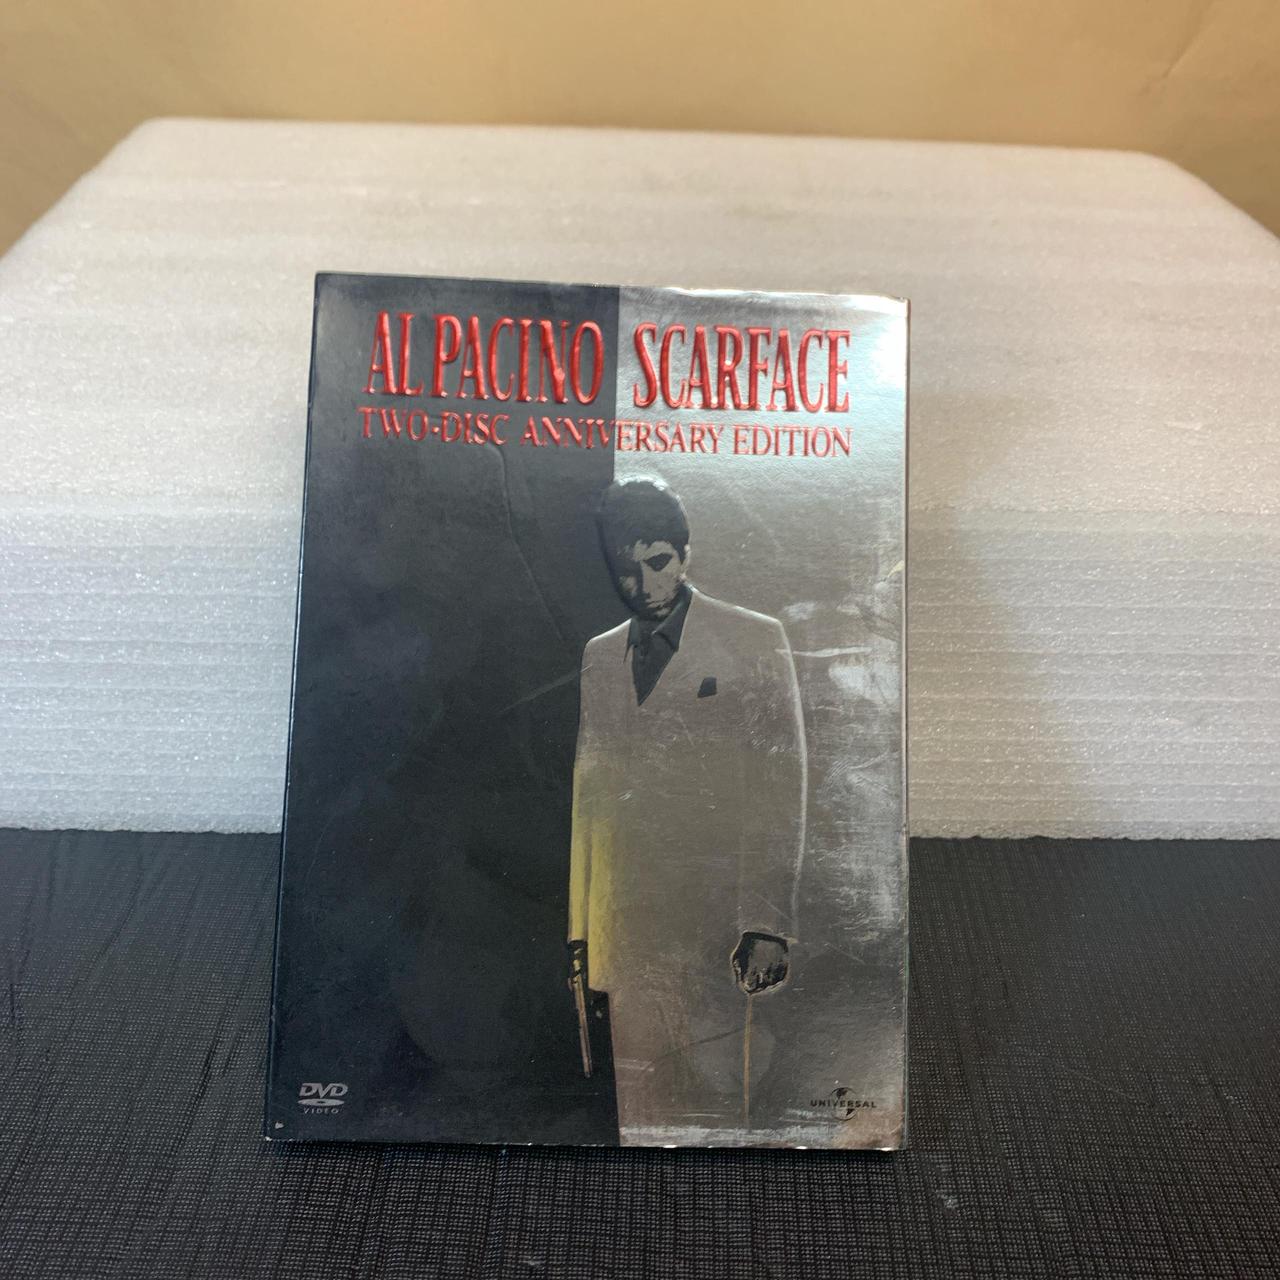 AL PACINO SCARFACE
TWO-DISC ANNIVERSARY EDITION
DVD
VIDEO
UNIVERSAL